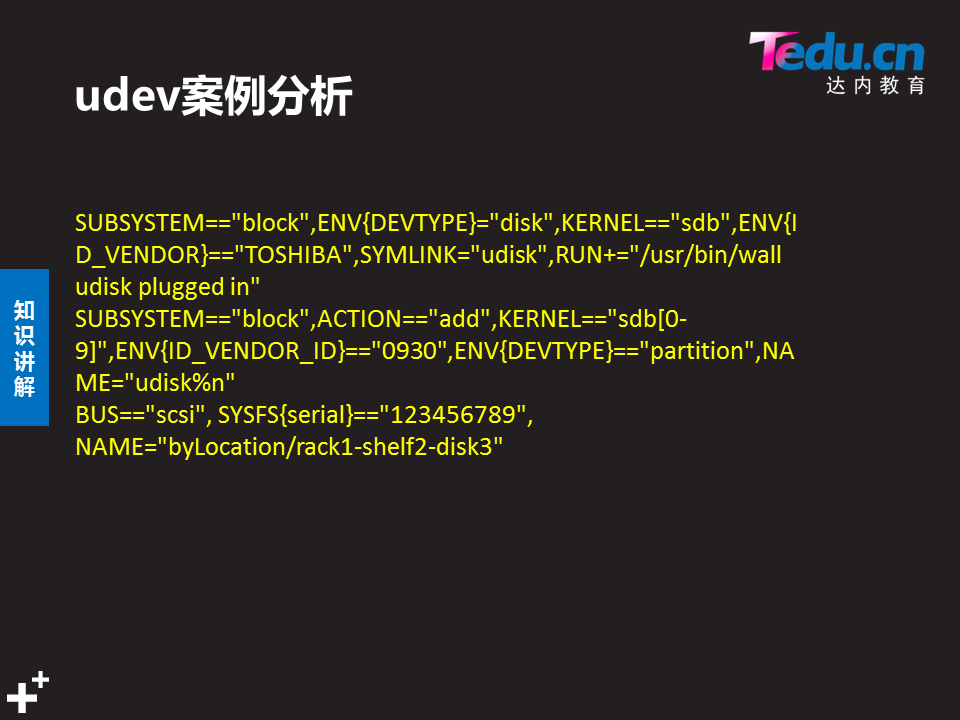 Tedu.cn
达内教育
udev案例分析
SUBSYSTEM=="block",ENV{DEVTYPE}="disk",KERNEL=="sdb",ENV{I
D_VENDOR}=="TOSHIBA",SYMLINK="udisk",RUN+="/usr/bin/wall
udisk plugged in"
SUBSYSTEM=="block",ACTION=="add",KERNEL=="sdb[0-
9]",ENV{ID_VENDOR_ID}=="0930",ENV{DEVTYPE}=="partition",NA
ME="udisk%n"
BUS=="scsi", SYSFS{serial}=="123456789",
NAME="byLocation/rack1-shelf2-disk3"
知识讲解